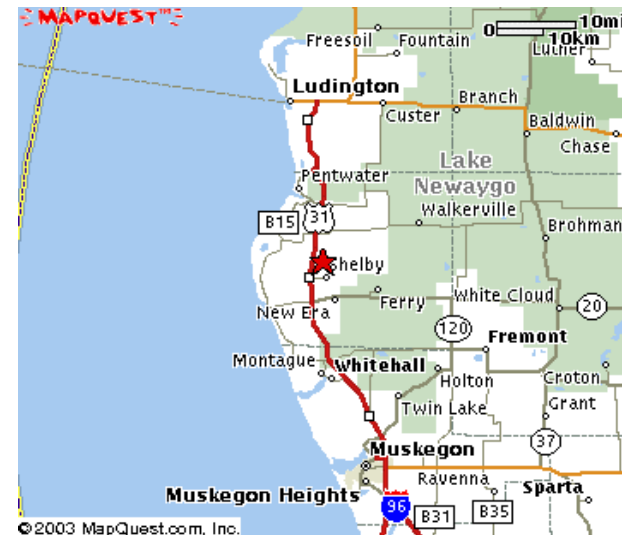 MAPQUEST™
0 10mi
10km
Freesoil
Fountain
Luther
Ludington
Custer
Branch
Baldwin
Chase
Lake
Newaygo
Pentwater
31
B15
Walkerville
Brohman
Shelby
New Era
Ferry
White Cloud
20
120
Fremont
Montague
Whitehall
Holton
Croton
Twin Lake
Grant
37
Muskegon
Ravenna
Sparta
Muskegon Heights
96
B31
B35
©2003 MapQuest.com, Inc.